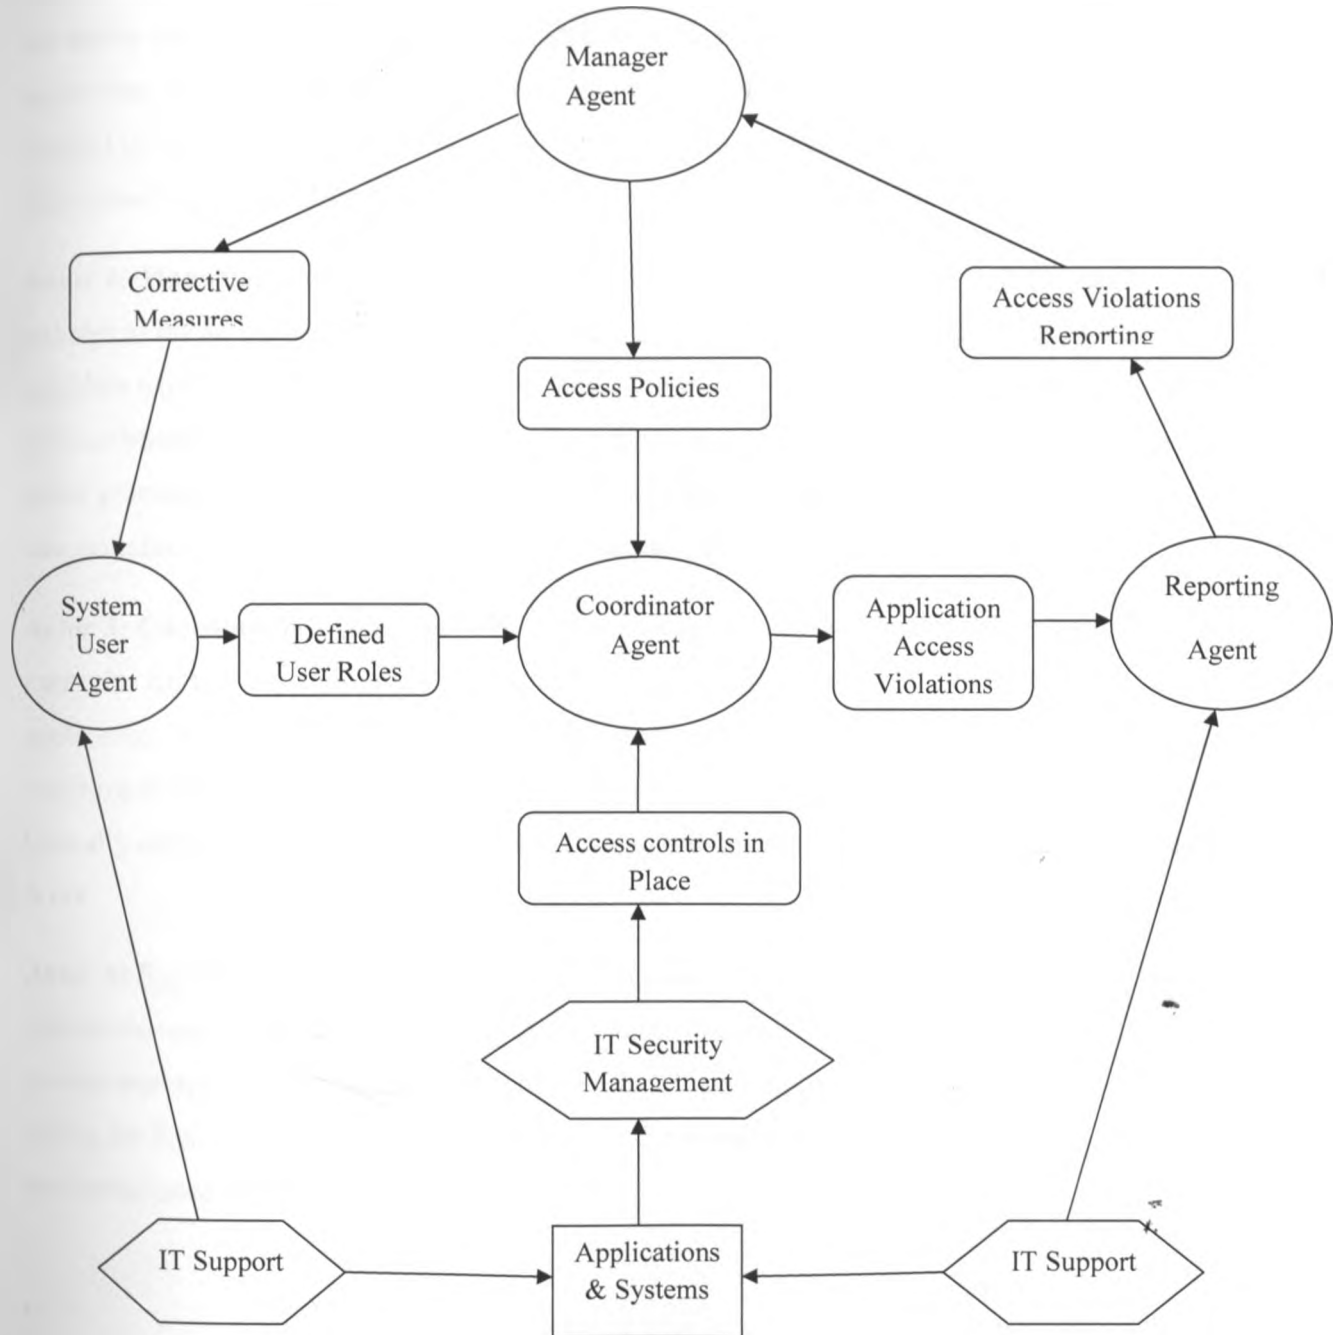 Manager
Agent
Corrective
Measures
Access Violations
Reporting
Access Policies
System
User
Agent
Defined
User Roles
Coordinator
Agent
Application
Access
Violations
Reporting
Agent
Access controls in
Place
IT Security
Management
IT Support
Applications
& Systems
IT Support